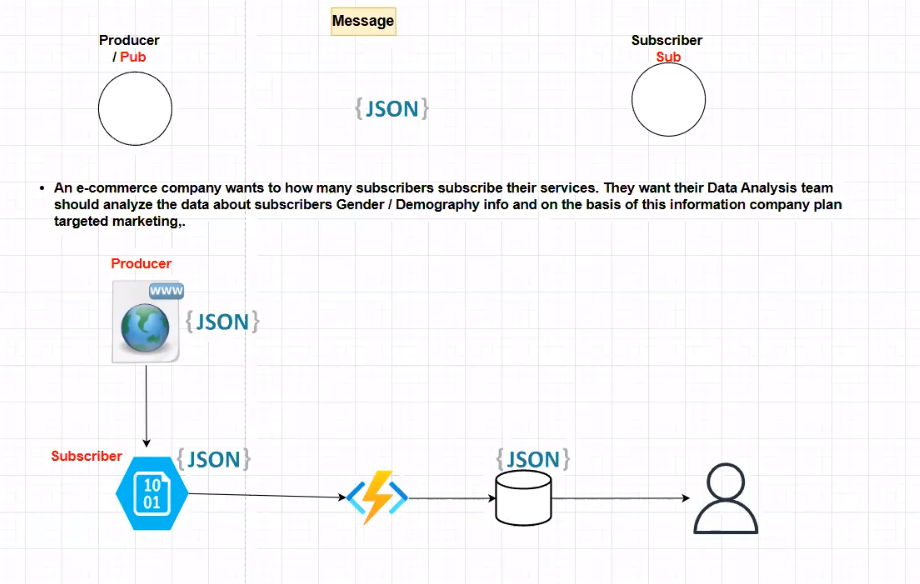 Message
Producer
/ Pub
Subscriber
Sub
{JSON}
• An e-commerce company wants to how many subscribers subscribe their services. They want their Data Analysis team
should analyze the data about subscribers Gender / Demography info and on the basis of this information company plan
targeted marketing,.
Producer
WWW
{JSON}
Subscriber
{JSON}
{JSON}
10
01